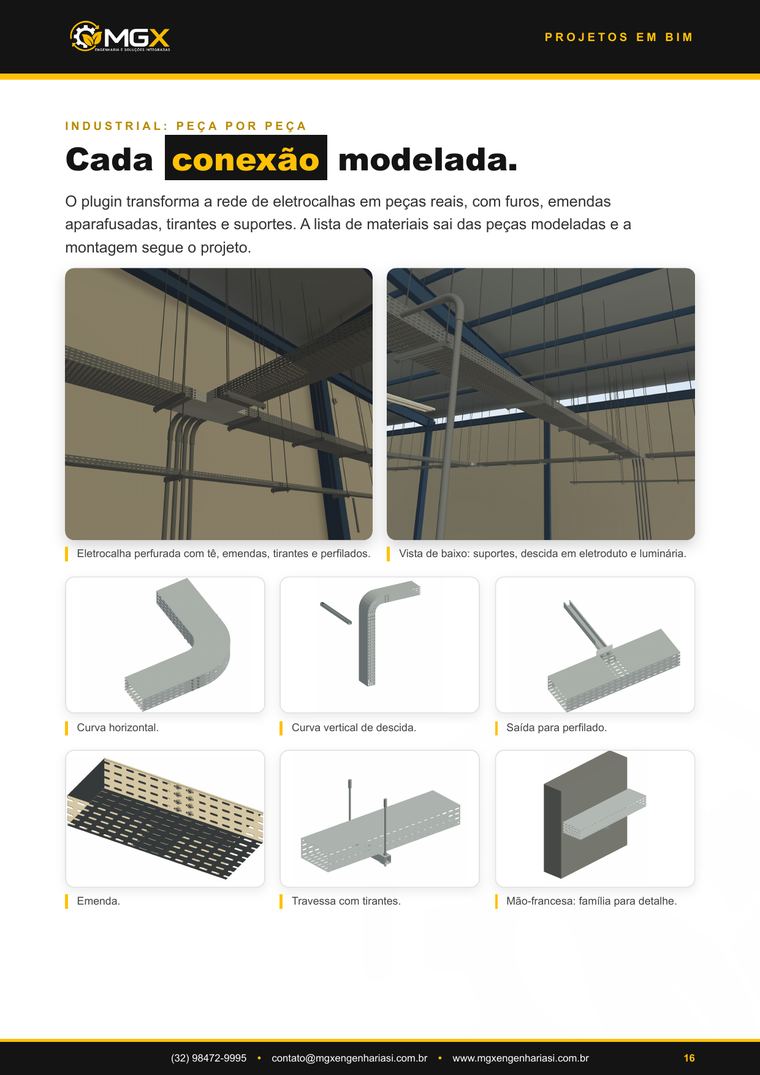 MGX
ENGENHARIA E SOLUÇÕES INTEGRADAS
PROJETOS EM BIM
INDUSTRIAL: PEÇA POR PEÇA
Cada conexão modelada.
O plugin transforma a rede de eletrocalhas em peças reais, com furos, emendas
aparafusadas, tirantes e suportes. A lista de materiais sai das peças modeladas e a
montagem segue o projeto.
Eletrocalha perfurada com tê, emendas, tirantes e perfilados.
Vista de baixo: suportes, descida em eletroduto e luminária.
Curva horizontal.
Curva vertical de descida.
Saída para perfilado.
Emenda.
Travessa com tirantes.
Mão-francesa: família para detalhe.
(32) 98472-9995 • contato@mgxengenhariasi.com.br • www.mgxengenhariasi.com.br
16